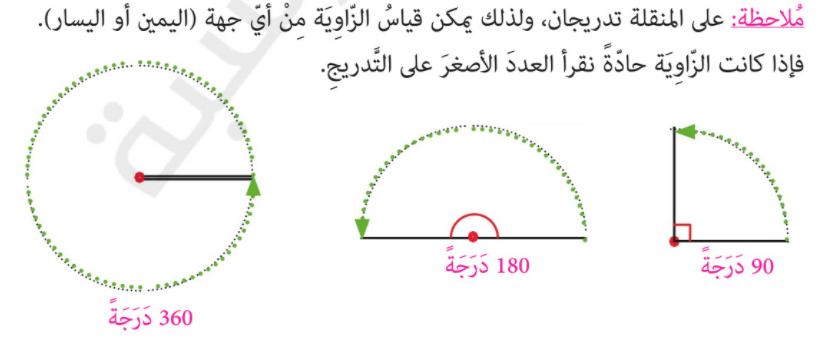 مُلاحظة: على المنقلة تدريجان، ولذلك يمكن قياسُ الزّاوِيَة مِنْ أيّ جهة (اليمين أو اليسار).
فإذا كانت الزّاوِيَة حادّةً نقرأ العددَ الأصغرَ على التَّدريجِ.
90 دَرَجَةً
180 دَرَجَةً
360 دَرَجَةً